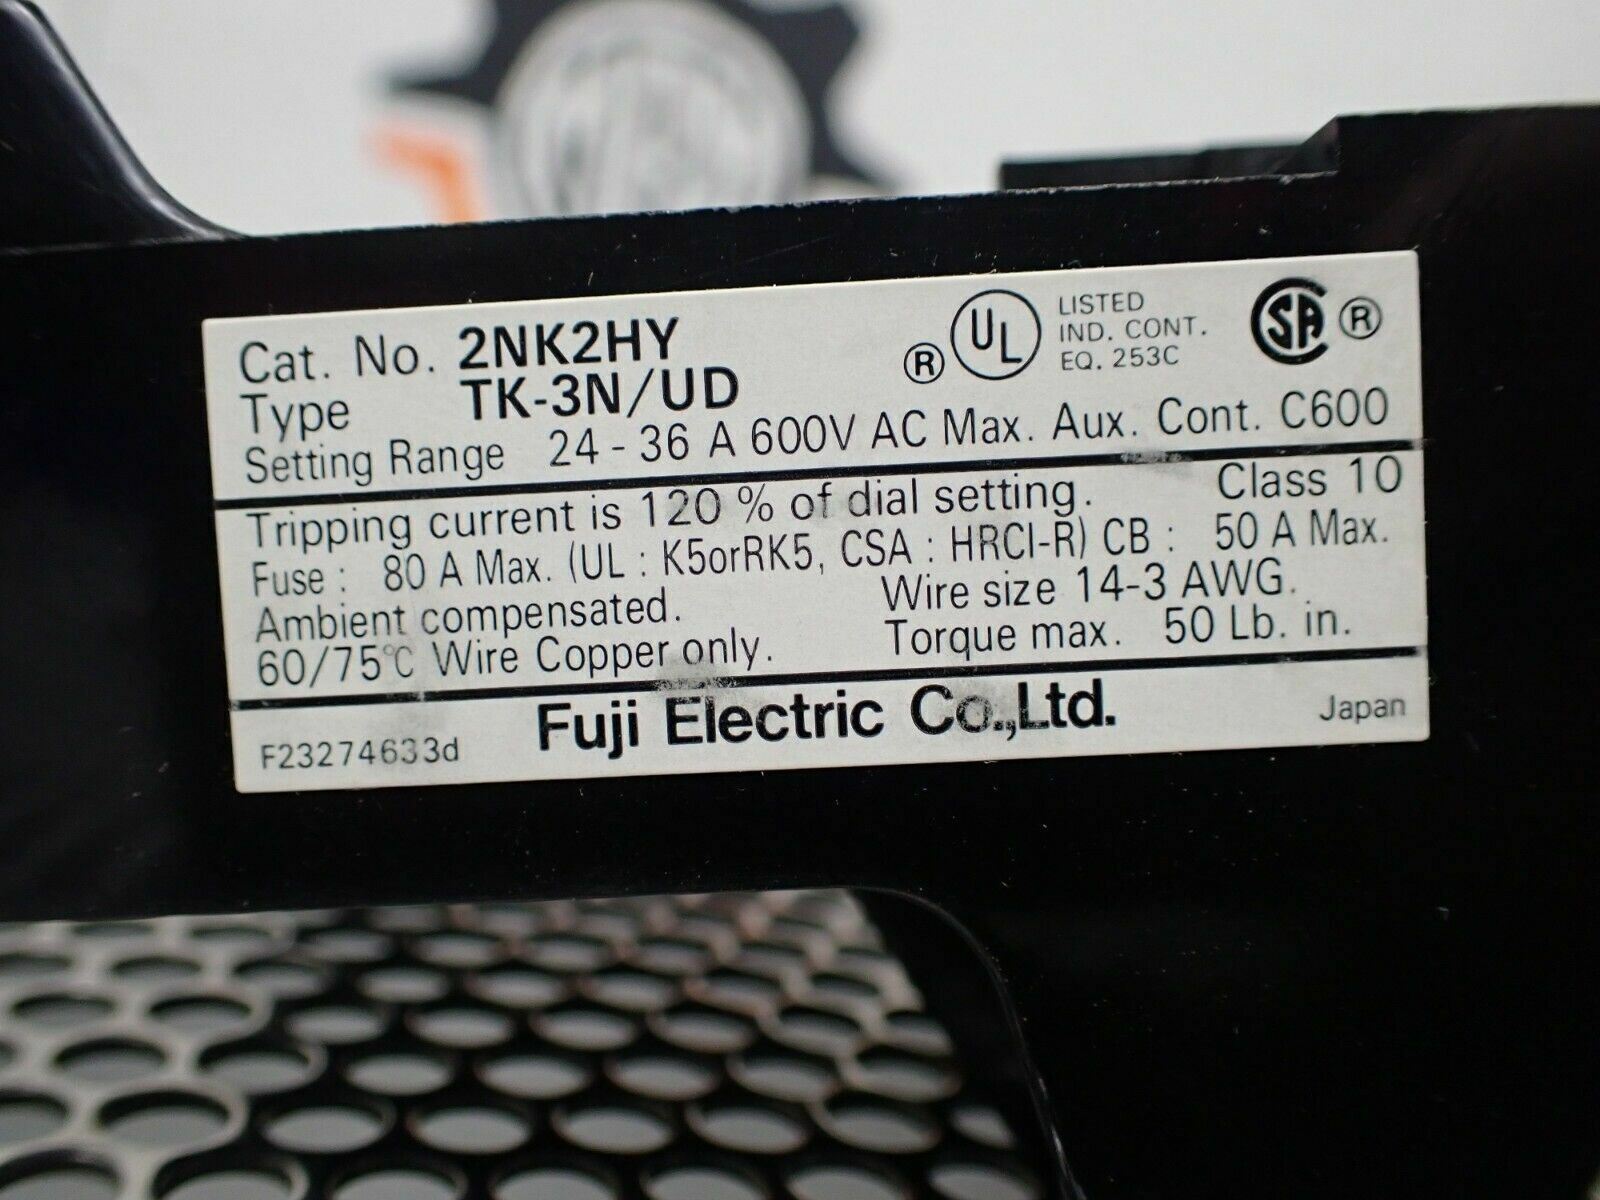 Cat. No. 2NK2HY
Type TK-3N/UD
® UL LISTED
IND. CONT.
EQ. 253C
SA ®
Setting Range 24-36 A 600V AC Max. Aux. Cont. C600
Tripping current is 120 % of dial setting. Class 10
Fuse : 80 A Max. (UL : K5orRK5, CSA : HRCI-R) CB : 50 A Max.
Ambient compensated. Wire size 14-3 AWG.
60/75℃ Wire Copper only. Torque max. 50 Lb. in.
F23274633d Fuji Electric Co.,Ltd. Japan